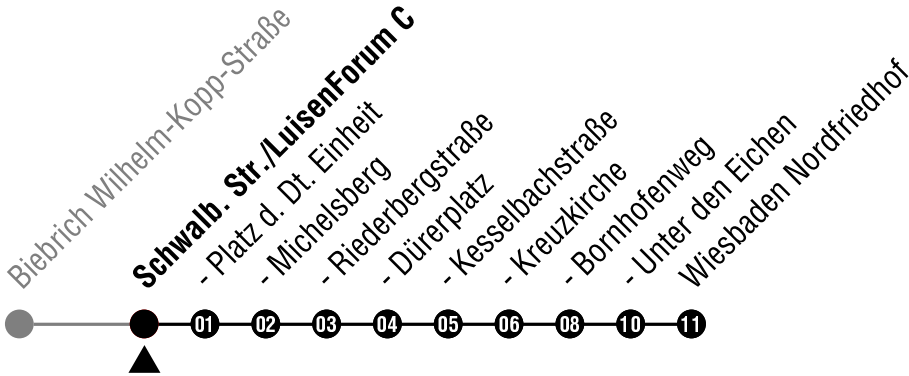 Biebrich Wilhelm-Kopp-Straße
Schwalb. Str./LuisenForum C
- Platz d. Dt. Einheit
- Michelsberg
- Riederbergstraße
- Dürerplatz
- Kesselbachstraße
- Kreuzkirche
- Bornhofenweg
- Unter den Eichen
Wiesbaden Nordfriedhof
01 02 03 04 05 06 08 10 11